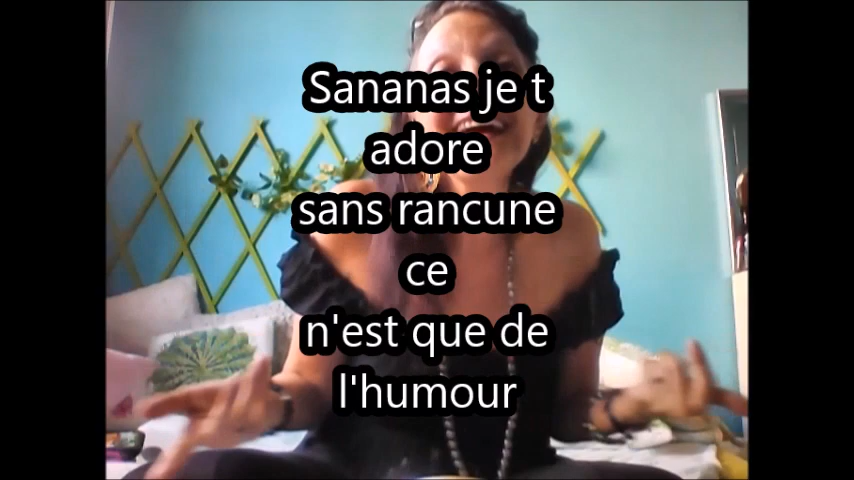 Sananas je t
adore
sans rancune
ce
n'est que de
l'humour